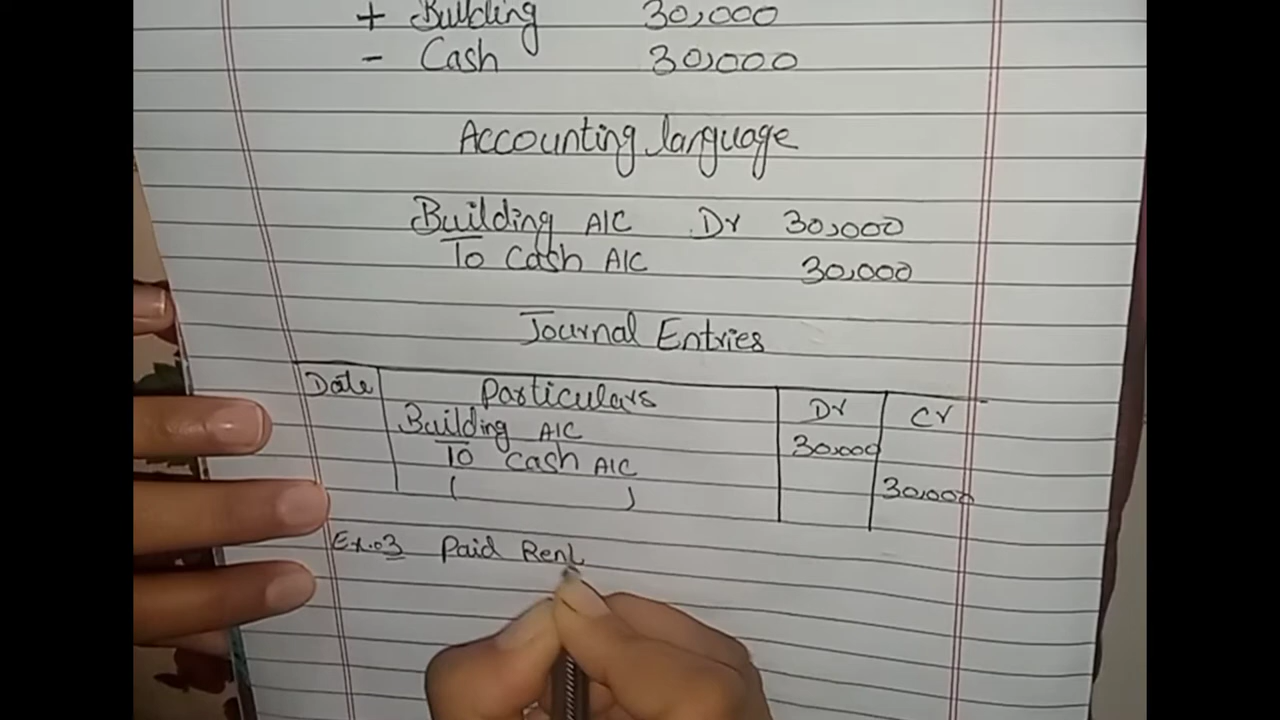 + Building 30,000
- Cash 30,000
Accounting language
Building A/C Dr 30,000
To Cash A/C 30,000
Journal Entries
Date Particulars Dr Cr
Building A/C 30,000
To Cash A/C
( ) 30,000
Ex.03 Paid Rent